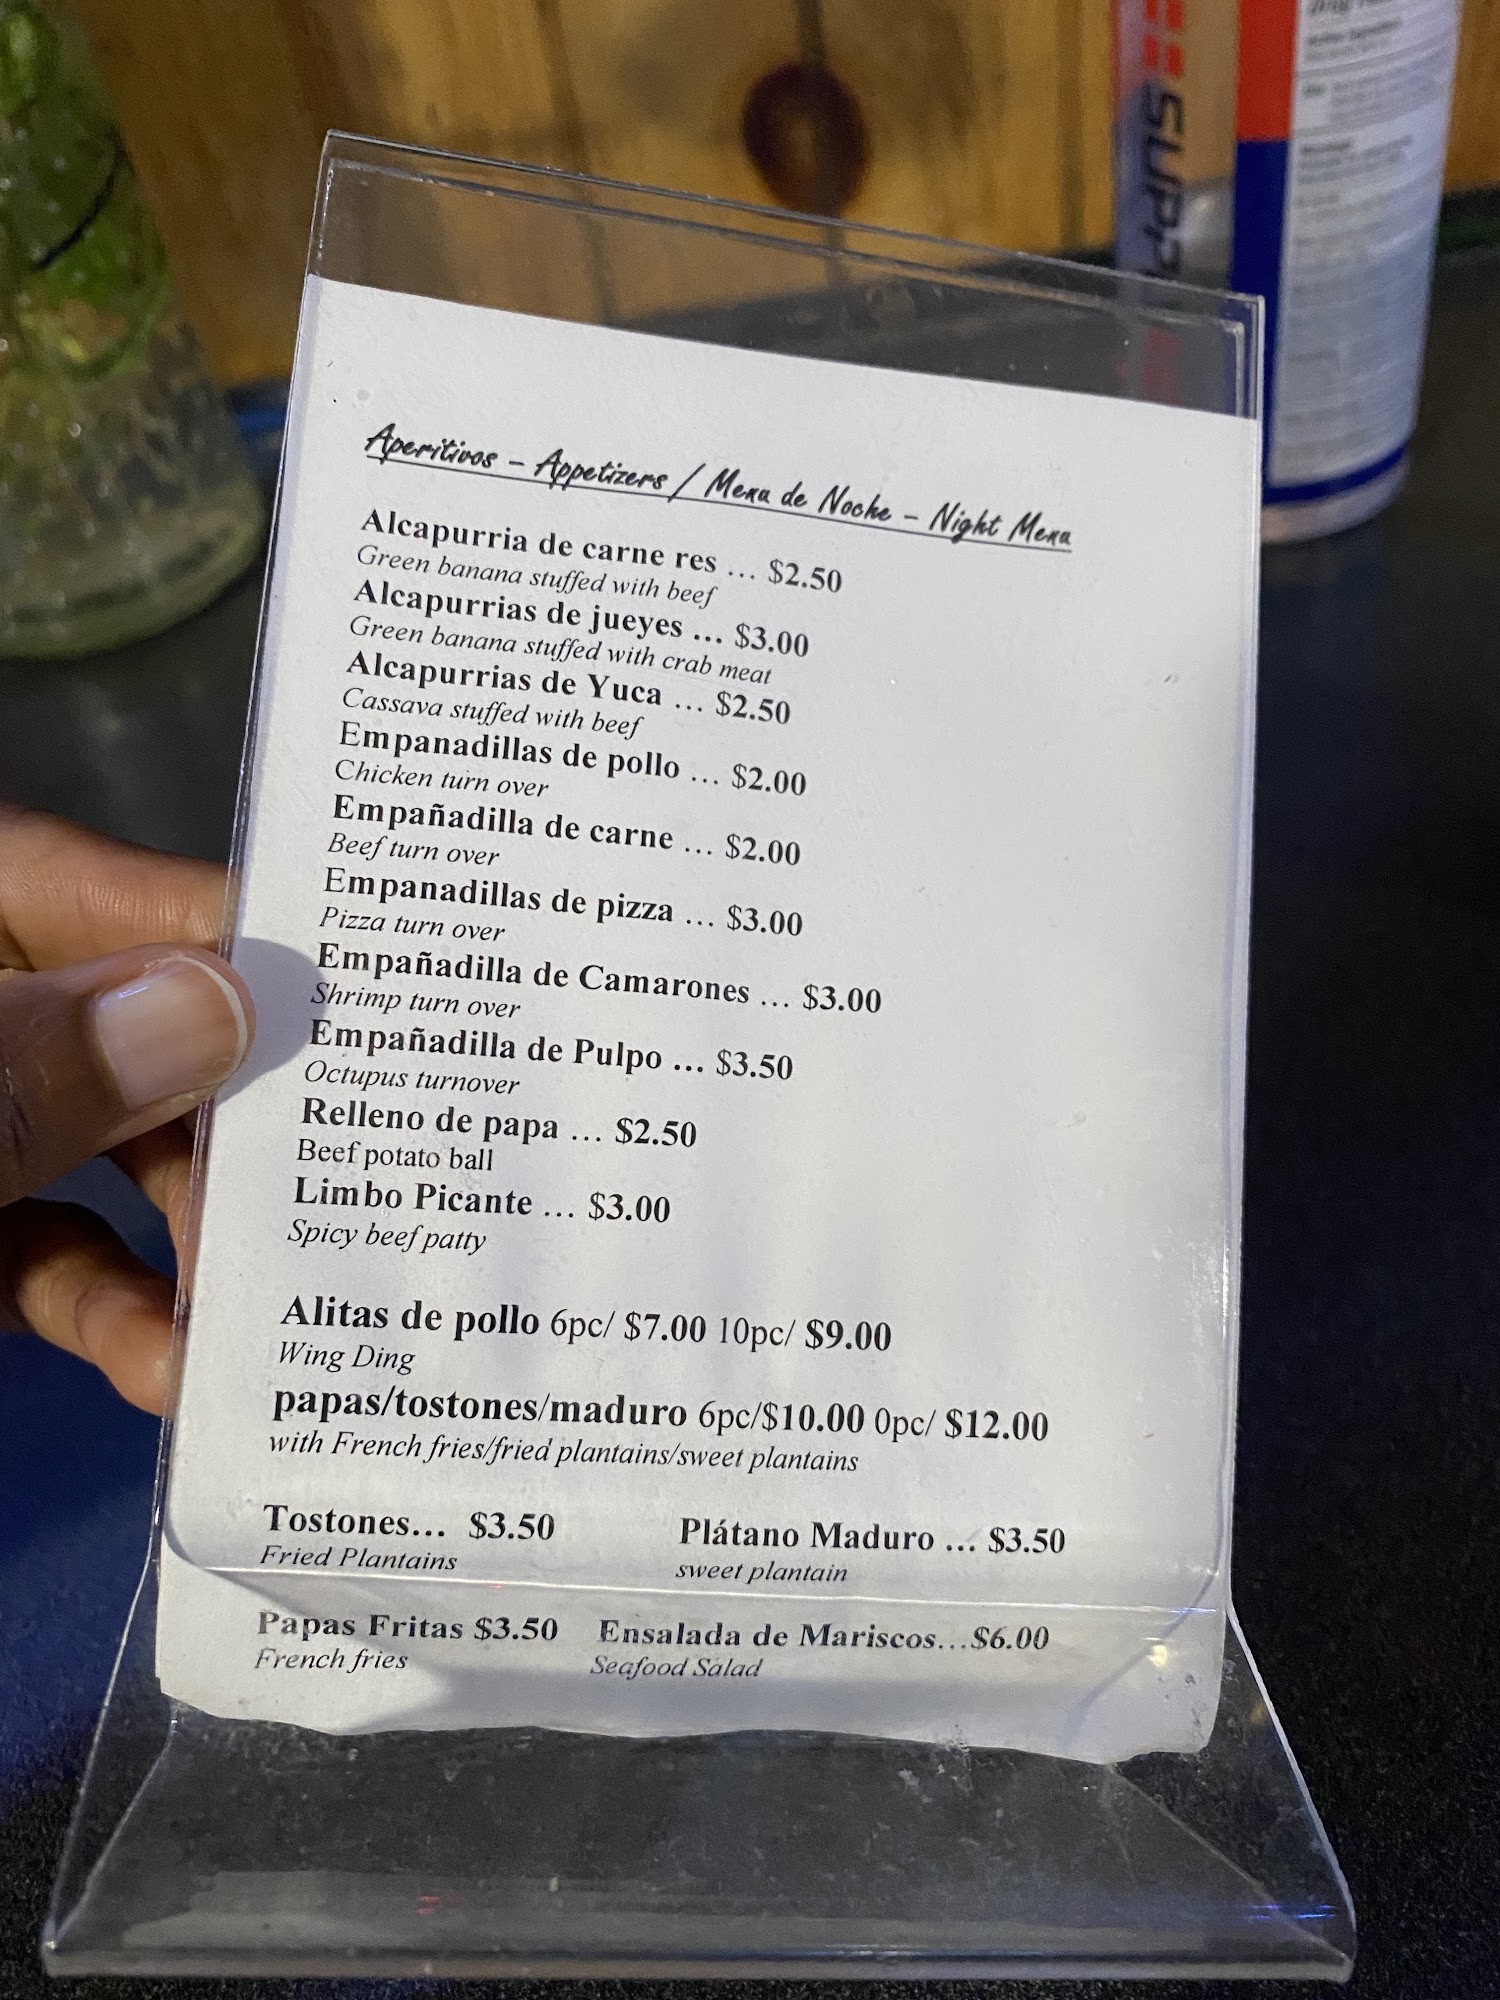 SUPP
Aperitivos - Appetizers / Menu de Noche - Night Menu
Alcapurria de carne res ... $2.50
Green banana stuffed with beef
Alcapurrias de jueyes ... $3.00
Green banana stuffed with crab meat
Alcapurrias de Yuca ... $2.50
Cassava stuffed with beef
Empanadillas de pollo ... $2.00
Chicken turn over
Empañadilla de carne ... $2.00
Beef turn over
Empanadillas de pizza ... $3.00
Pizza turn over
Empañadilla de Camarones ... $3.00
Shrimp turn over
Empañadilla de Pulpo ... $3.50
Octupus turnover
Relleno de papa ... $2.50
Beef potato ball
Limbo Picante ... $3.00
Spicy beef patty
Alitas de pollo 6pc/ $7.00 10pc/ $9.00
Wing Ding
papas/tostones/maduro 6pc/$10.00 0pc/ $12.00
with French fries/fried plantains/sweet plantains
Tostones... $3.50 Plátano Maduro ... $3.50
Fried Plantains sweet plantain
Papas Fritas $3.50 Ensalada de Mariscos...$6.00
French fries Seafood Salad